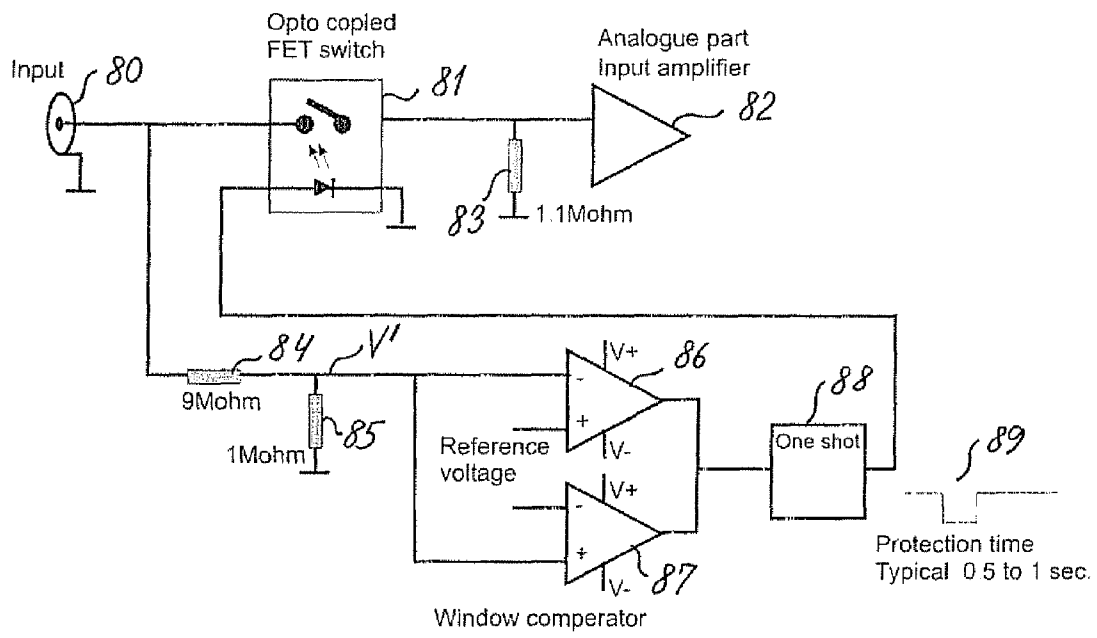 Opto copled
FET switch
Input
80
81
Analogue part
Input amplifier
82
83
1.1Mohm
84
V'
9Mohm
85
1Mohm
Reference
voltage
-
+
V+
V-
86
-
+
V+
V-
87
88
One shot
89
Protection time
Typical 0 5 to 1 sec.
Window comperator